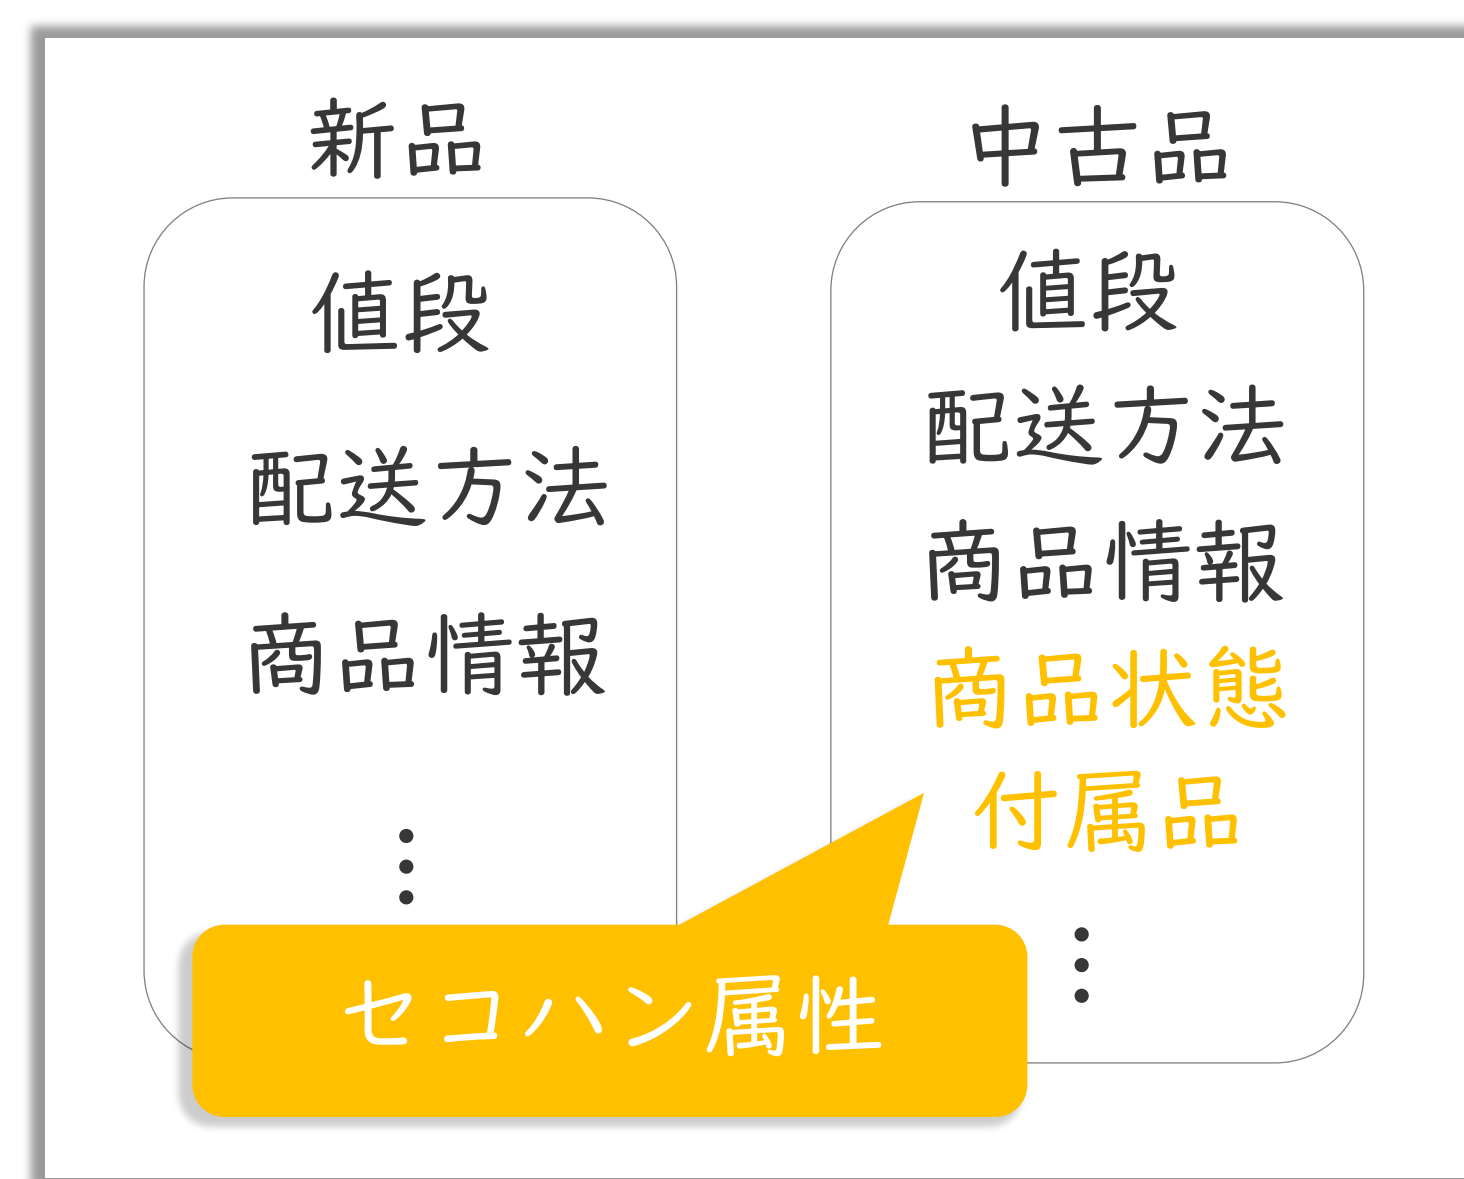 新品
値段
配送方法
商品情報
⋮
中古品
値段
配送方法
商品情報
商品状態
付属品
⋮
セコハン属性